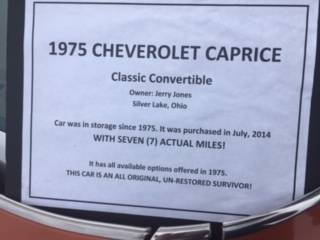 1975 CHEVEROLET CAPRICE
Classic Convertible
Owner: Jerry Jones
Silver Lake, Ohio
Car was in storage since 1975. It was purchased in July, 2014
WITH SEVEN (7) ACTUAL MILES!
It has all available options offered in 1975.
THIS CAR IS AN ALL ORIGINAL, UN-RESTORED SURVIVOR!